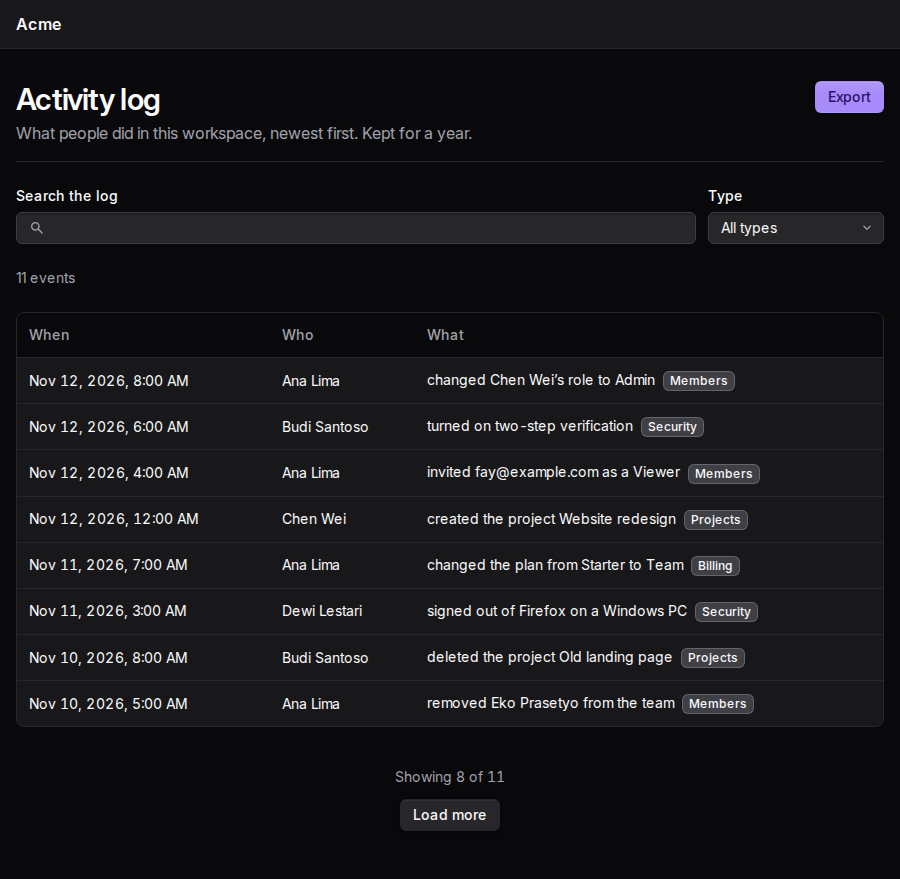 Acme
Activity log
Export
What people did in this workspace, newest first. Kept for a year.
Search the log
Type
All types
11 events
When Who What
Nov 12, 2026, 8:00 AM Ana Lima changed Chen Wei’s role to Admin Members
Nov 12, 2026, 6:00 AM Budi Santoso turned on two-step verification Security
Nov 12, 2026, 4:00 AM Ana Lima invited fay@example.com as a Viewer Members
Nov 12, 2026, 12:00 AM Chen Wei created the project Website redesign Projects
Nov 11, 2026, 7:00 AM Ana Lima changed the plan from Starter to Team Billing
Nov 11, 2026, 3:00 AM Dewi Lestari signed out of Firefox on a Windows PC Security
Nov 10, 2026, 8:00 AM Budi Santoso deleted the project Old landing page Projects
Nov 10, 2026, 5:00 AM Ana Lima removed Eko Prasetyo from the team Members
Showing 8 of 11
Load more